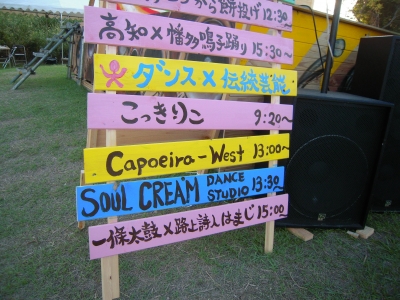 から餅投げ 12:30
高知×幡多鳴子踊り 15:30~
ダンス×伝統芸能
こっきりこ 9:20~
Capoeira-West 13:00~
SOUL CREAM DANCE STUDIO 13:30~
一條太鼓×路上詩人はまじ 15:00